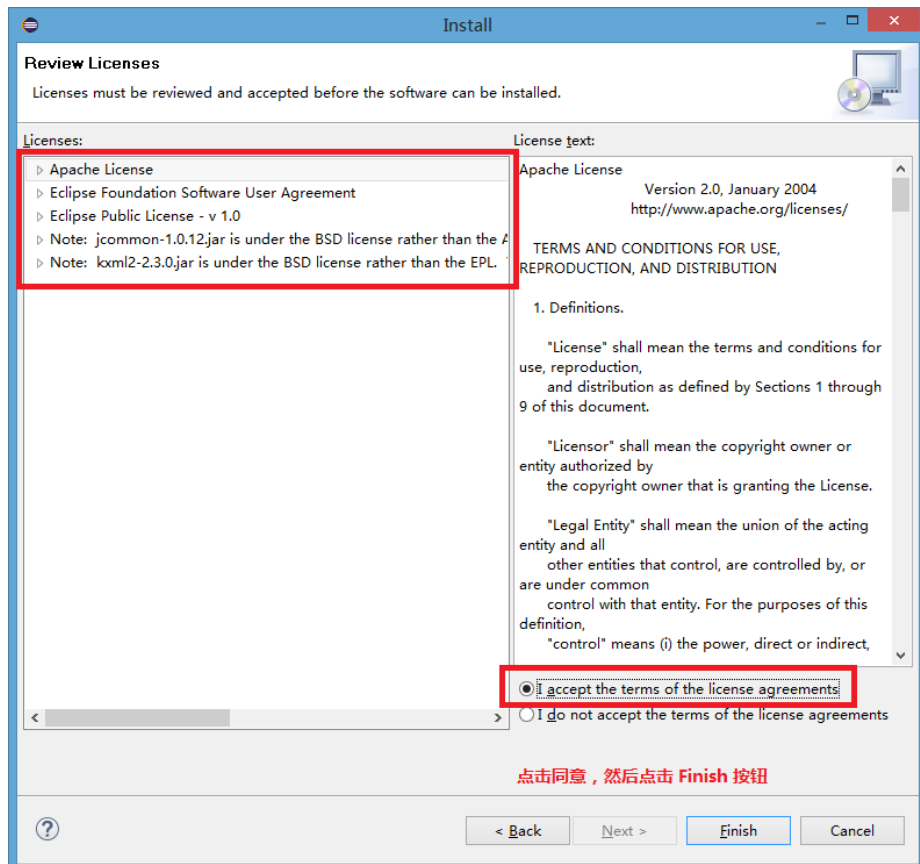 Install
Review Licenses
Licenses must be reviewed and accepted before the software can be installed.
Licenses:
Apache License
Eclipse Foundation Software User Agreement
Eclipse Public License - v 1.0
Note: jcommon-1.0.12.jar is under the BSD license rather than the A
Note: kxml2-2.3.0.jar is under the BSD license rather than the EPL.
License text:
Apache License
Version 2.0, January 2004
http://www.apache.org/licenses/
TERMS AND CONDITIONS FOR USE,
REPRODUCTION, AND DISTRIBUTION
1. Definitions.
"License" shall mean the terms and conditions for
use, reproduction,
and distribution as defined by Sections 1 through
9 of this document.
"Licensor" shall mean the copyright owner or
entity authorized by
the copyright owner that is granting the License.
"Legal Entity" shall mean the union of the acting
entity and all
other entities that control, are controlled by, or
are under common
control with that entity. For the purposes of this
definition,
"control" means (i) the power, direct or indirect,
I accept the terms of the license agreements
I do not accept the terms of the license agreements
点击同意，然后点击 Finish 按钮
< Back
Next >
Finish
Cancel